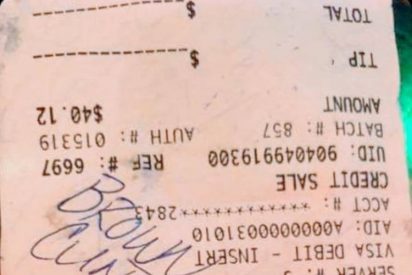 VISA DEBIT - INSERT
AID: A0000000031010
ACCT #: ************2843
CREDIT SALE
UID: 904049919300 REF #: 6697
BATCH #: 857 AUTH #: 015319
AMOUNT $40.12
TIP $
TOTAL $
BROWN